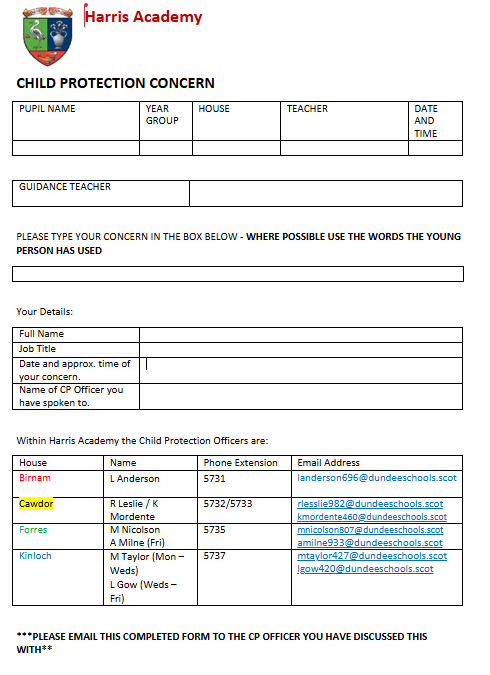 Harris Academy
CHILD PROTECTION CONCERN
PUPIL NAME YEAR GROUP HOUSE TEACHER DATE AND TIME
GUIDANCE TEACHER
PLEASE TYPE YOUR CONCERN IN THE BOX BELOW - WHERE POSSIBLE USE THE WORDS THE YOUNG
PERSON HAS USED
Your Details:
Full Name
Job Title
Date and approx. time of
your concern.
Name of CP Officer you
have spoken to.
Within Harris Academy the Child Protection Officers are:
House Name Phone Extension Email Address
Birnam L Anderson 5731 landerson696@dundeeschools.scot
Cawdor R Leslie / K 5732/5733 rlesslie982@dundeeschools.scot
Mordente kmordente460@dundeeschools.scot
Forres M Nicolson 5735 mnicolson807@dundeeschools.scot
A Milne (Fri) amilne933@dundeeschools.scot
Kinloch M Taylor (Mon – 5737 mtaylor427@dundeeschools.scot
Weds) lgow420@dundeeschools.scot
L Gow (Weds –
Fri)
***PLEASE EMAIL THIS COMPLETED FORM TO THE CP OFFICER YOU HAVE DISCUSSED THIS
WITH**